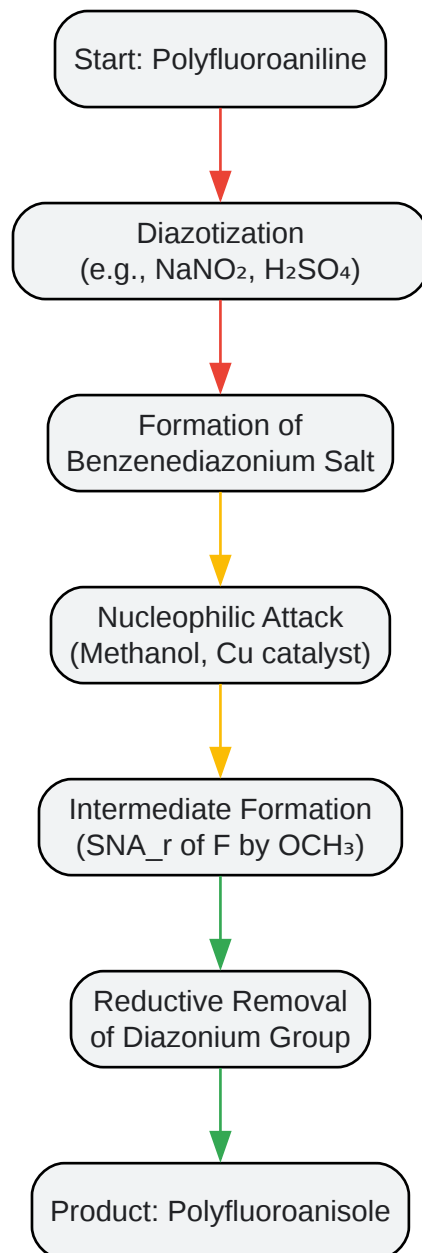 Start: Polyfluoroaniline
Diazotization
(e.g., NaNO₂, H₂SO₄)
Formation of
Benzenediazonium Salt
Nucleophilic Attack
(Methanol, Cu catalyst)
Intermediate Formation
(SNA_r of F by OCH₃)
Reductive Removal
of Diazonium Group
Product: Polyfluoroanisole